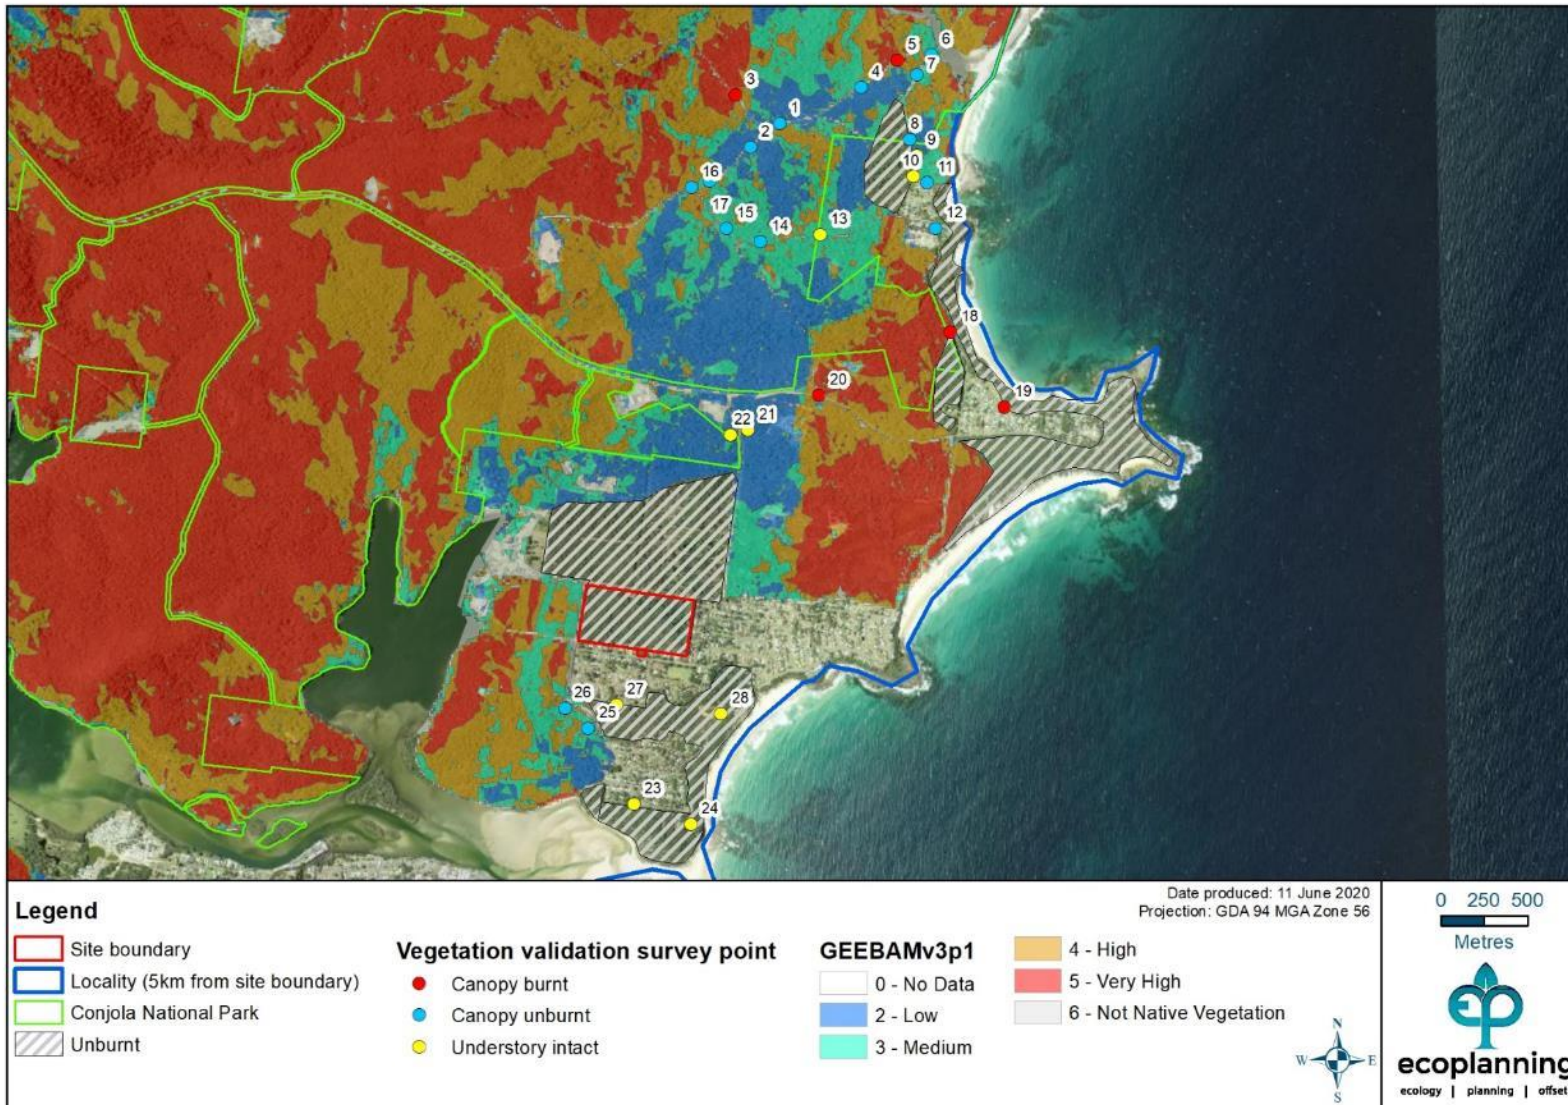 6
5
7
4
3
1
8
2
9
10
11
16
12
17
15
14
13
18
20
19
21
22
26
27
28
25
23
24
Date produced: 11 June 2020
Projection: GDA 94 MGA Zone 56
Legend
Site boundary
Locality (5km from site boundary)
Conjola National Park
Unburnt
Vegetation validation survey point
Canopy burnt
Canopy unburnt
Understory intact
GEEBAMv3p1
0 - No Data
2 - Low
3 - Medium
4 - High
5 - Very High
6 - Not Native Vegetation
N
W E
S
0 250 500
Metres
ep
ecoplanning
ecology | planning | offset